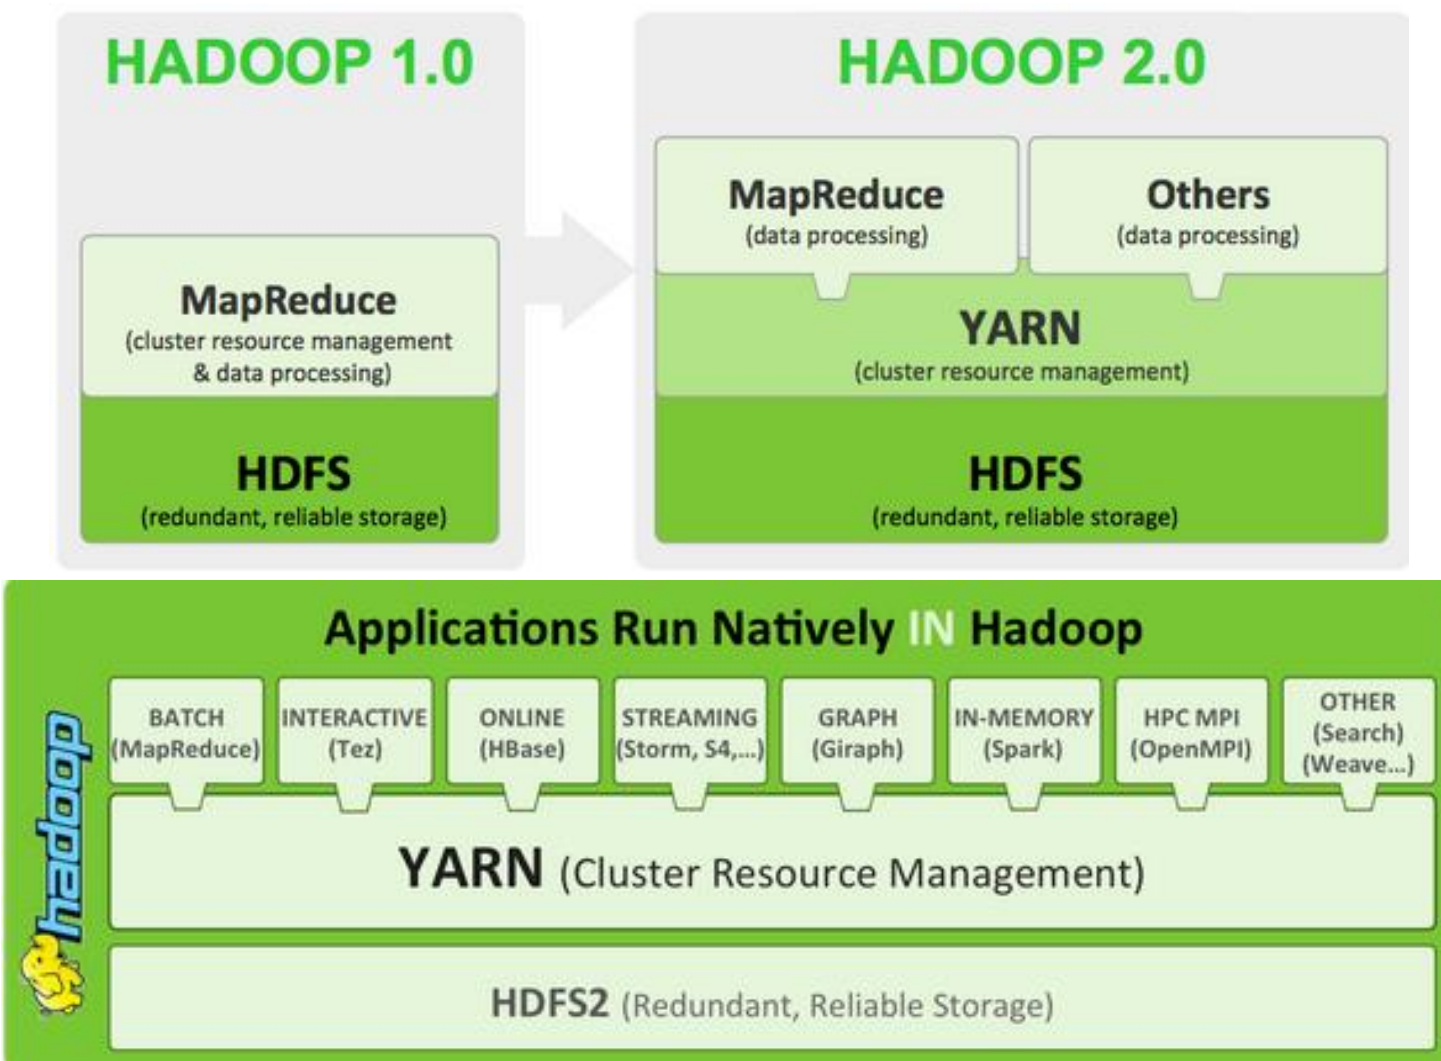 HADOOP 1.0
MapReduce
(cluster resource management
& data processing)
HDFS
(redundant, reliable storage)
HADOOP 2.0
MapReduce
(data processing)
Others
(data processing)
YARN
(cluster resource management)
HDFS
(redundant, reliable storage)
Applications Run Natively IN Hadoop
hadoop
BATCH
(MapReduce)
INTERACTIVE
(Tez)
ONLINE
(HBase)
STREAMING
(Storm, S4,...)
GRAPH
(Giraph)
IN-MEMORY
(Spark)
HPC MPI
(OpenMPI)
OTHER
(Search)
(Weave...)
YARN (Cluster Resource Management)
HDFS2 (Redundant, Reliable Storage)